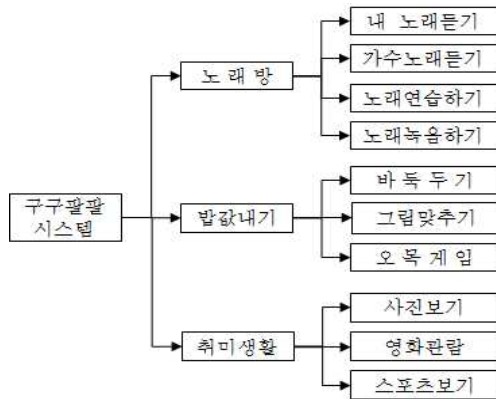 구구팔팔
시스템
노 래 방
내 노래듣기
가수노래듣기
노래연습하기
노래녹음하기
밥값내기
바 둑 두 기
그림맞추기
오 목 게 임
취미생활
사진보기
영화관람
스포츠보기